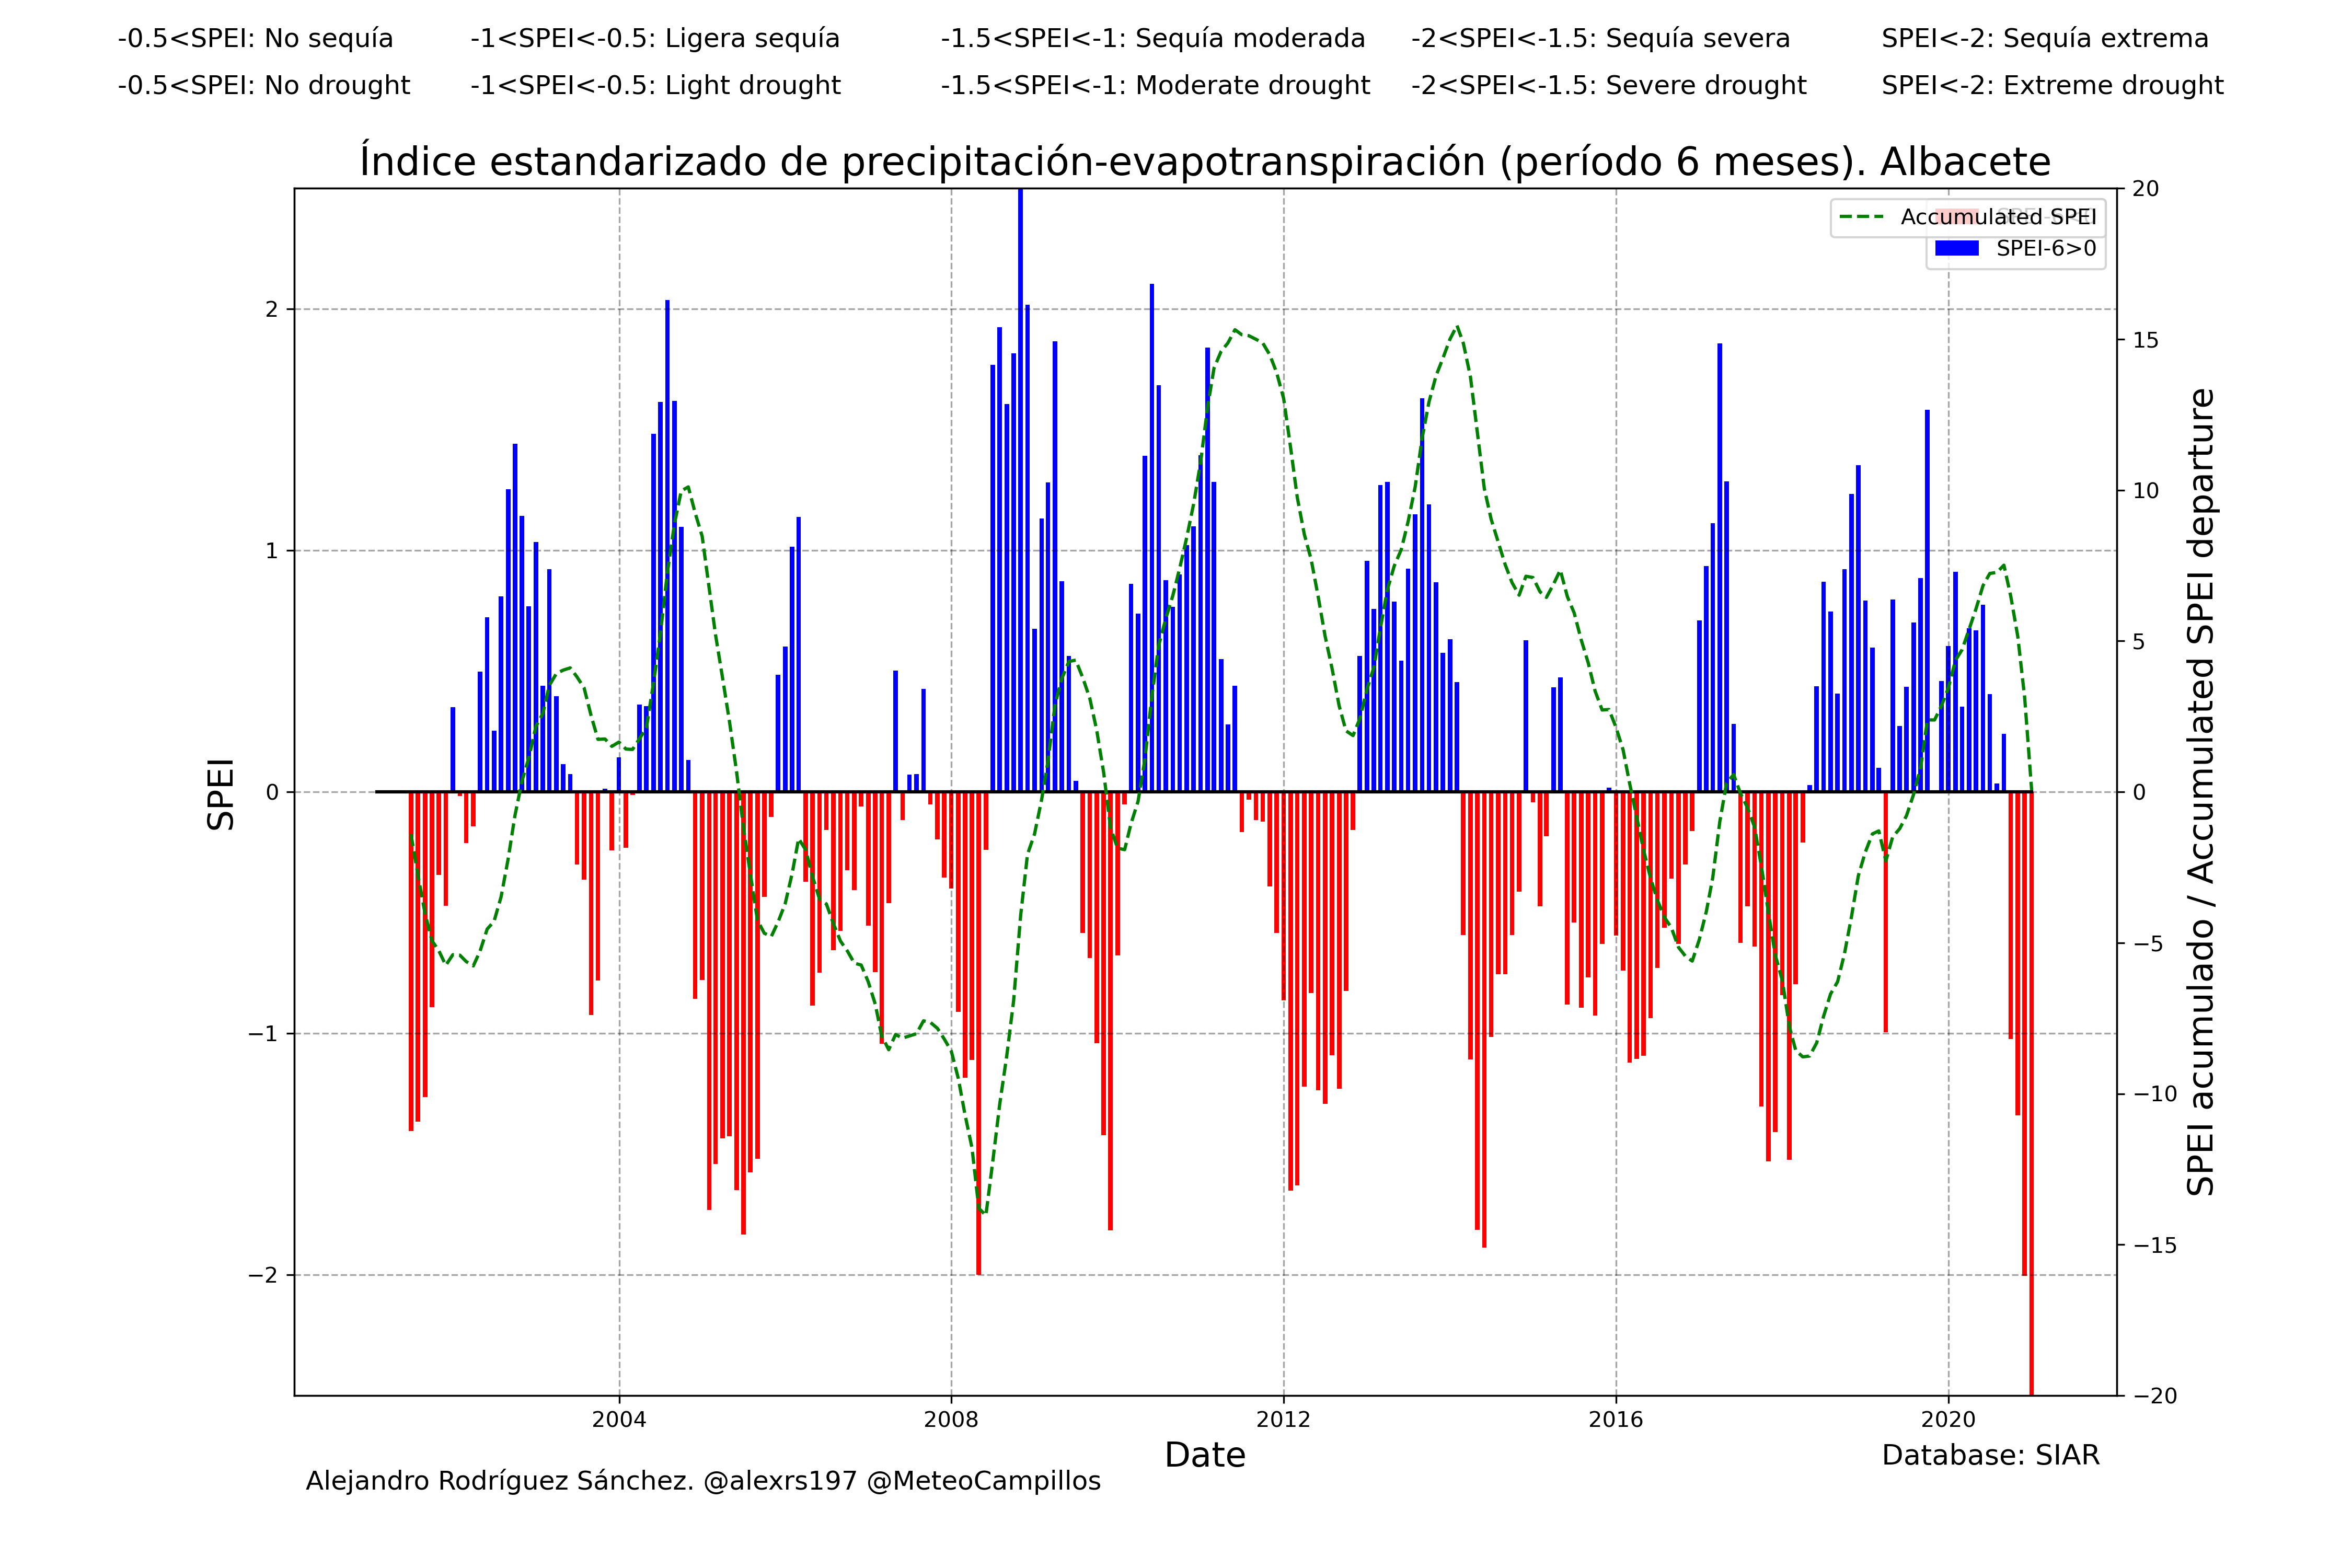 -0.5<SPEI: No sequía
-1<SPEI<-0.5: Ligera sequía
-1.5<SPEI<-1: Sequía moderada
-2<SPEI<-1.5: Sequía severa
SPEI<-2: Sequía extrema
-0.5<SPEI: No drought
-1<SPEI<-0.5: Light drought
-1.5<SPEI<-1: Moderate drought
-2<SPEI<-1.5: Severe drought
SPEI<-2: Extreme drought
Índice estandarizado de precipitación-evapotranspiración (período 6 meses). Albacete
Accumulated SPEI
SPEI-6>0
SPEI
2
1
0
−1
−2
20
15
10
5
0
−5
−10
−15
−20
SPEI acumulado / Accumulated SPEI departure
2004
2008
2012
2016
2020
Date
Database: SIAR
Alejandro Rodríguez Sánchez. @alexrs197 @MeteoCampillos